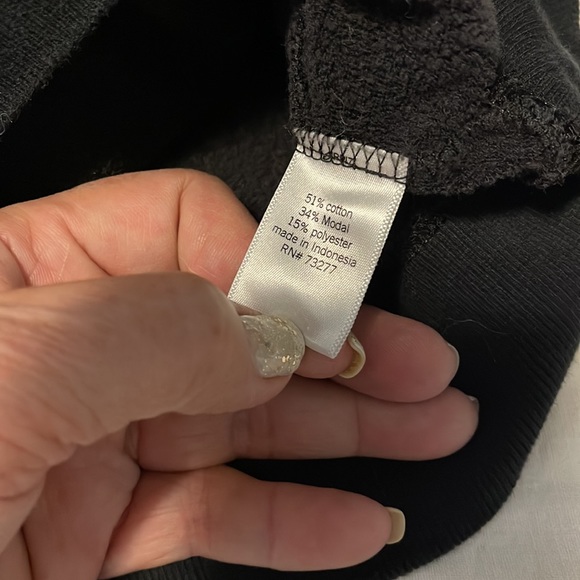 51% cotton
34% Modal
15% polyester
made in Indonesia
RN# 73277